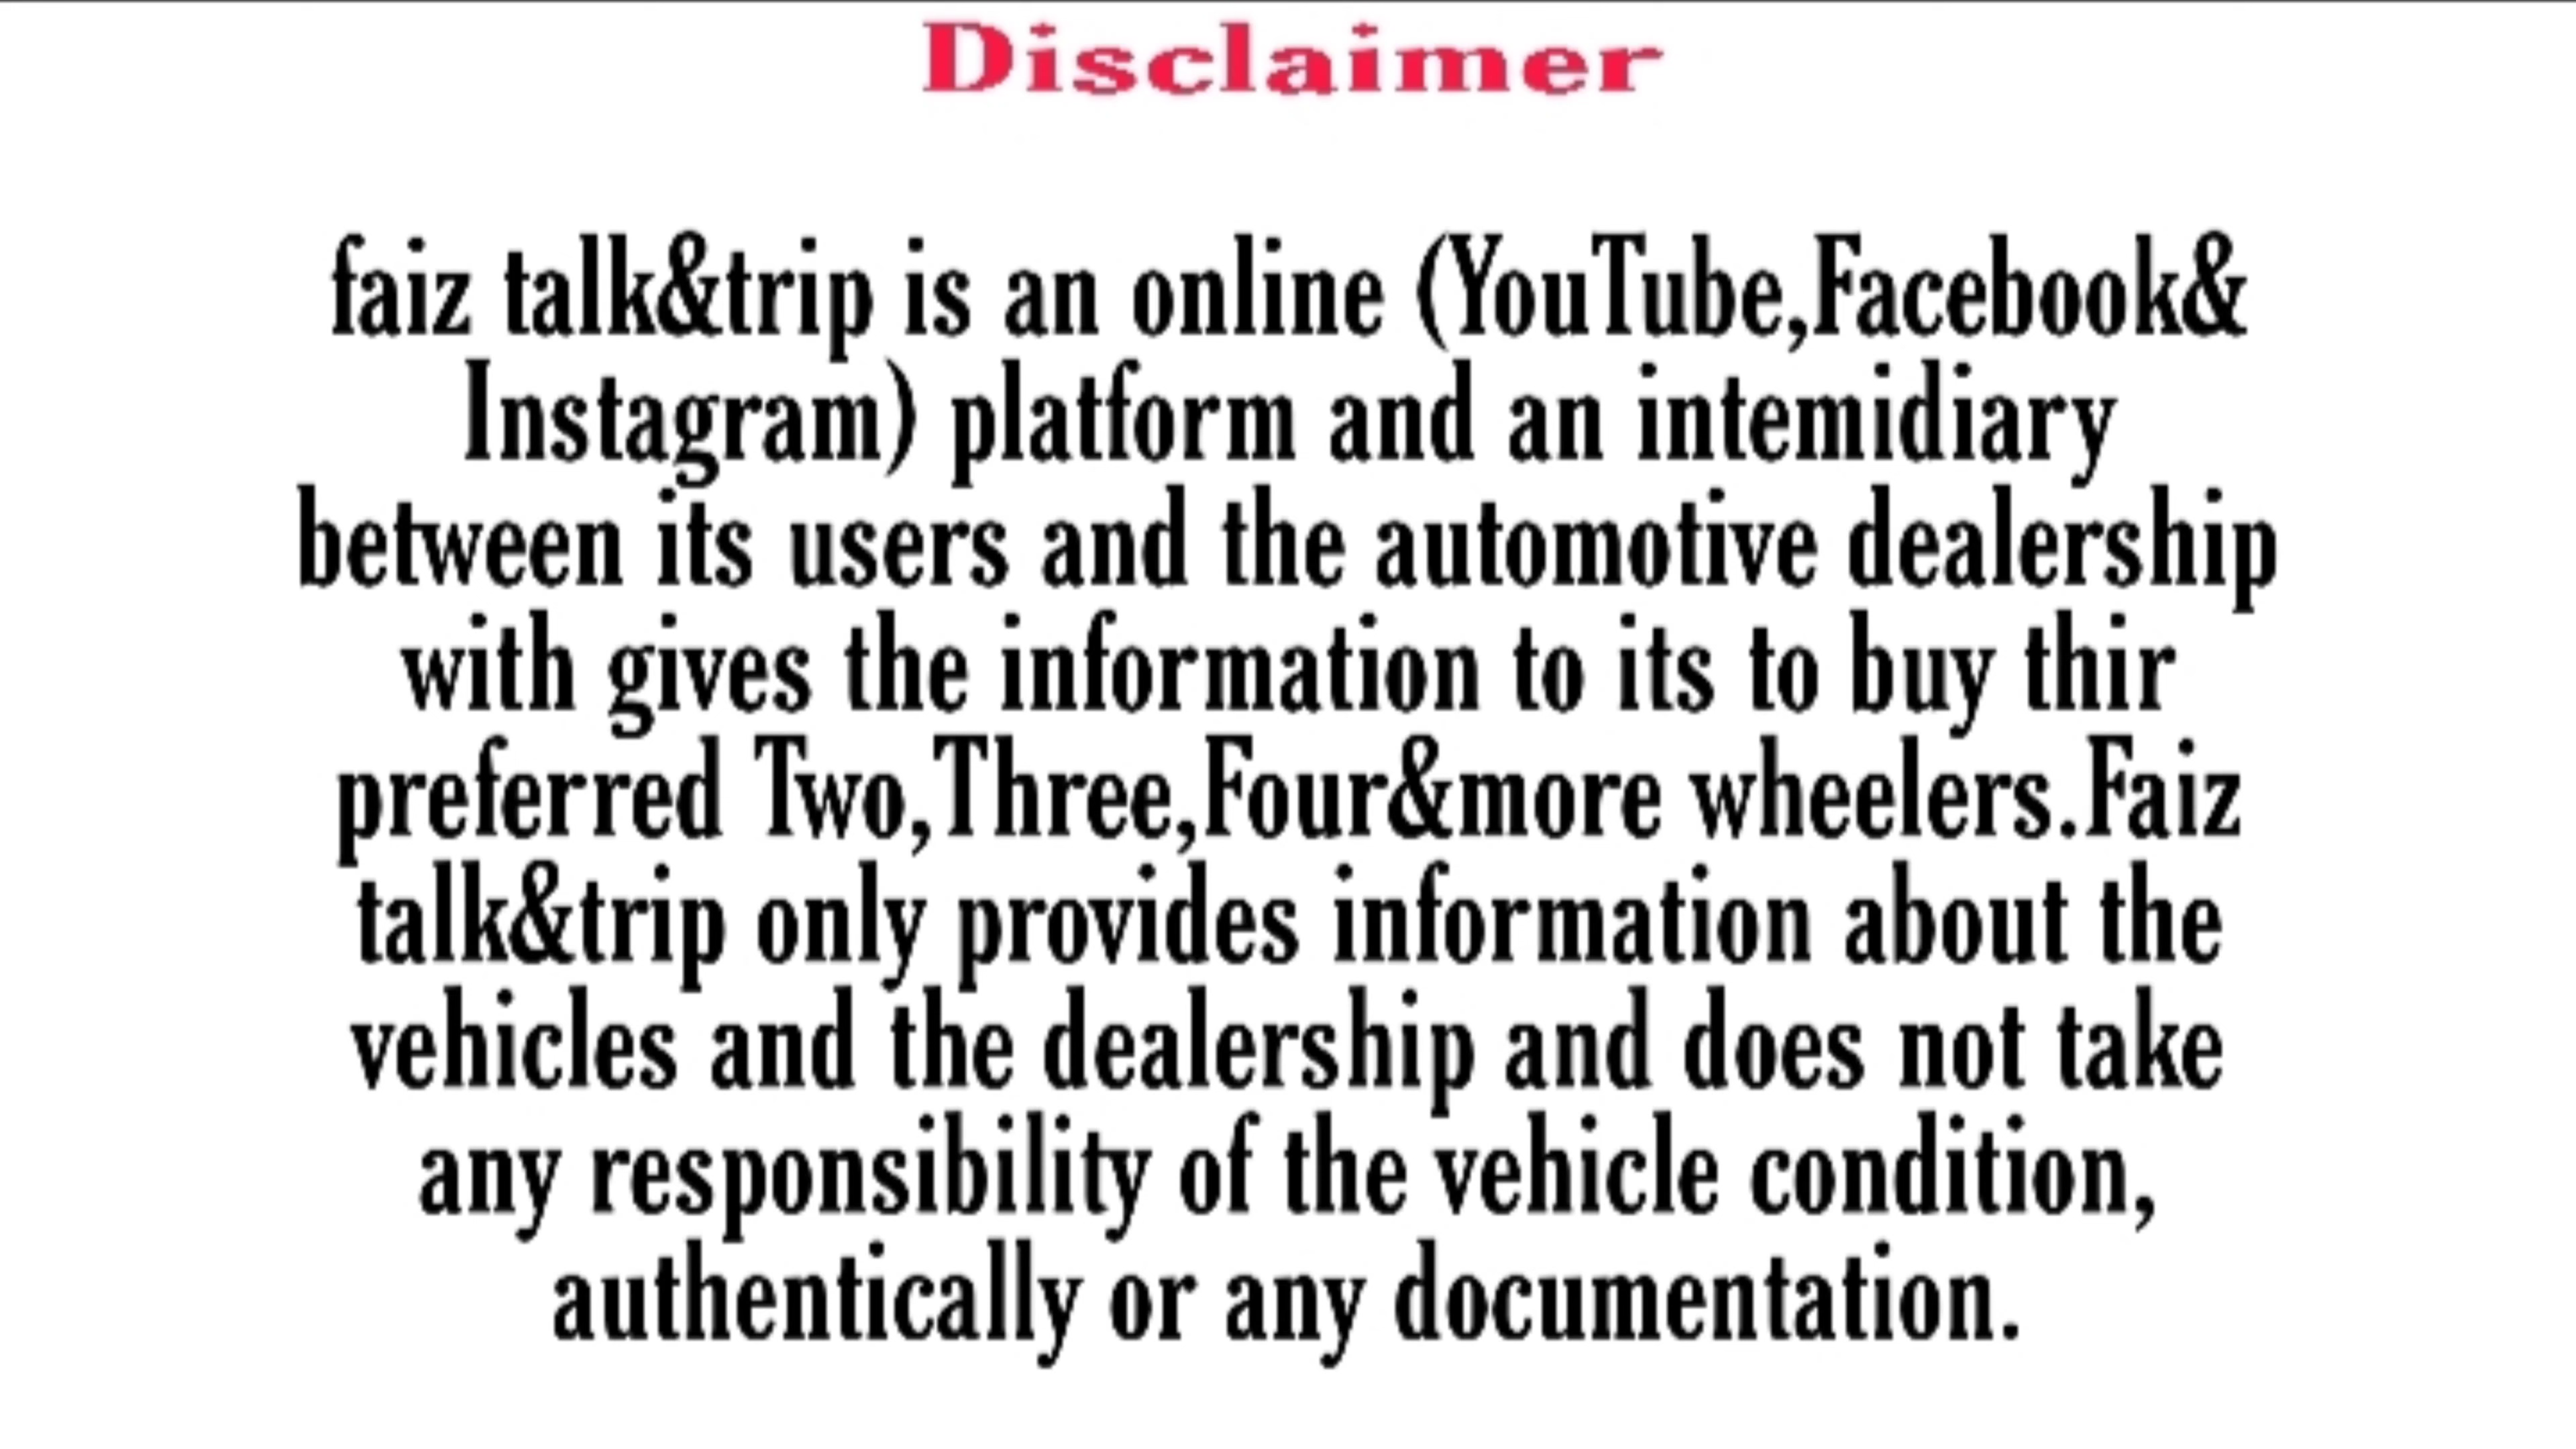 Disclaimer
faiz talk&trip is an online (YouTube,Facebook&
Instagram) platform and an intemidiary
between its users and the automotive dealership
with gives the information to its to buy thir
preferred Two,Three,Four&more wheelers.Faiz
talk&trip only provides information about the
vehicles and the dealership and does not take
any responsibility of the vehicle condition,
authentically or any documentation.